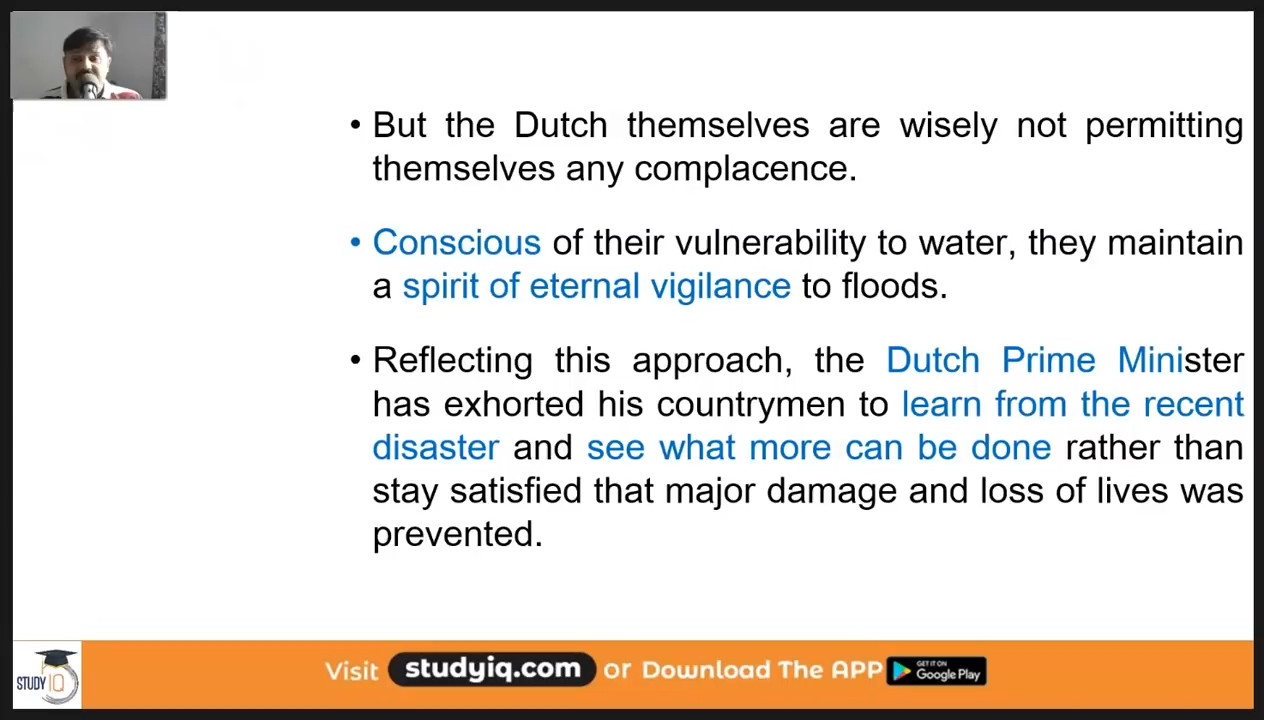 • But the Dutch themselves are wisely not permitting
themselves any complacence.
• Conscious of their vulnerability to water, they maintain
a spirit of eternal vigilance to floods.
• Reflecting this approach, the Dutch Prime Minister
has exhorted his countrymen to learn from the recent
disaster and see what more can be done rather than
stay satisfied that major damage and loss of lives was
prevented.
STUDY IQ
Visit studyiq.com or Download The APP GET IT ON Google Play